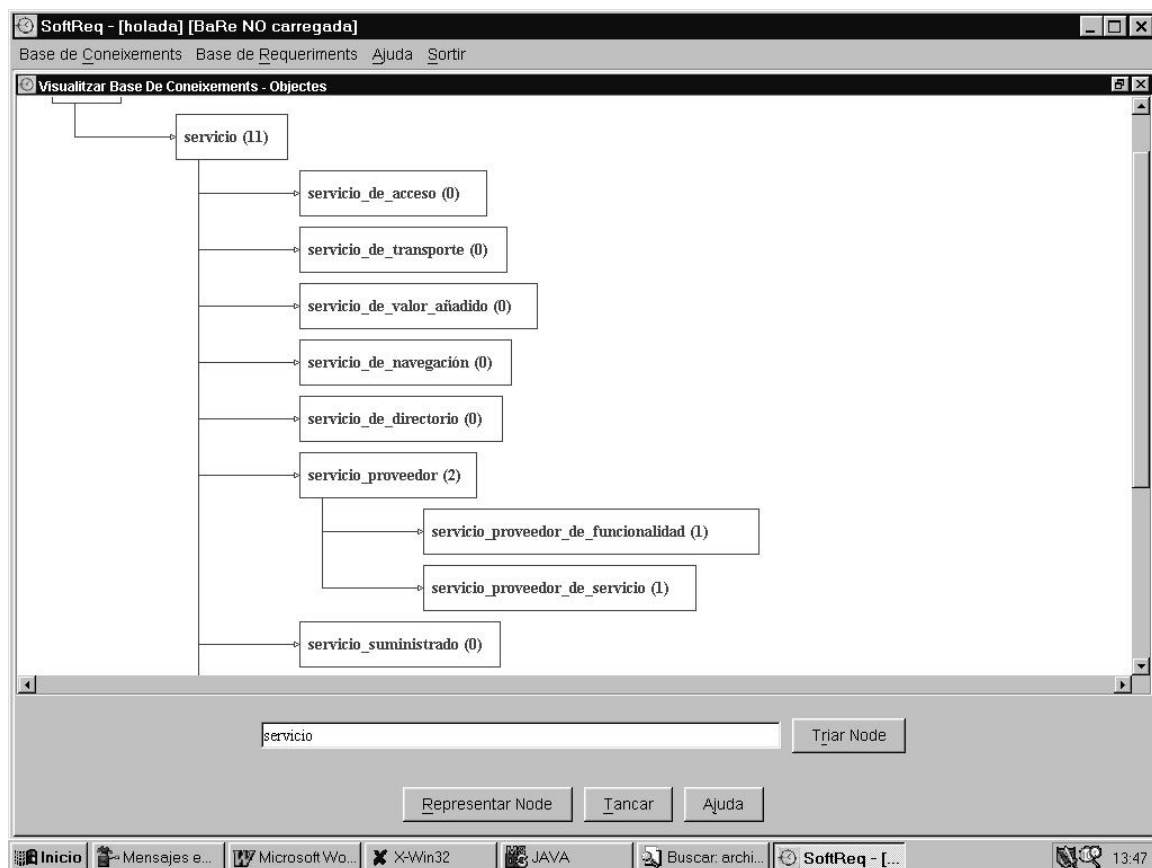 SoftReq - [holada] [BaRe NO carregada]
Base de Coneixements Base de Requeriments Ajuda Sortir
Visualitzar Base De Coneixements - Objectes
servicio (11)
servicio_de_acceso (0)
servicio_de_transporte (0)
servicio_de_valor_añadido (0)
servicio_de_navegación (0)
servicio_de_directorio (0)
servicio_proveedor (2)
servicio_proveedor_de_funcionalidad (1)
servicio_proveedor_de_servicio (1)
servicio_suministrado (0)
servicio Triar Node
Representar Node Tancar Ajuda
Inicio Mensajes e... Microsoft Wo... X-Win32 JAVA Buscar: archi... SoftReq - [... 13:47